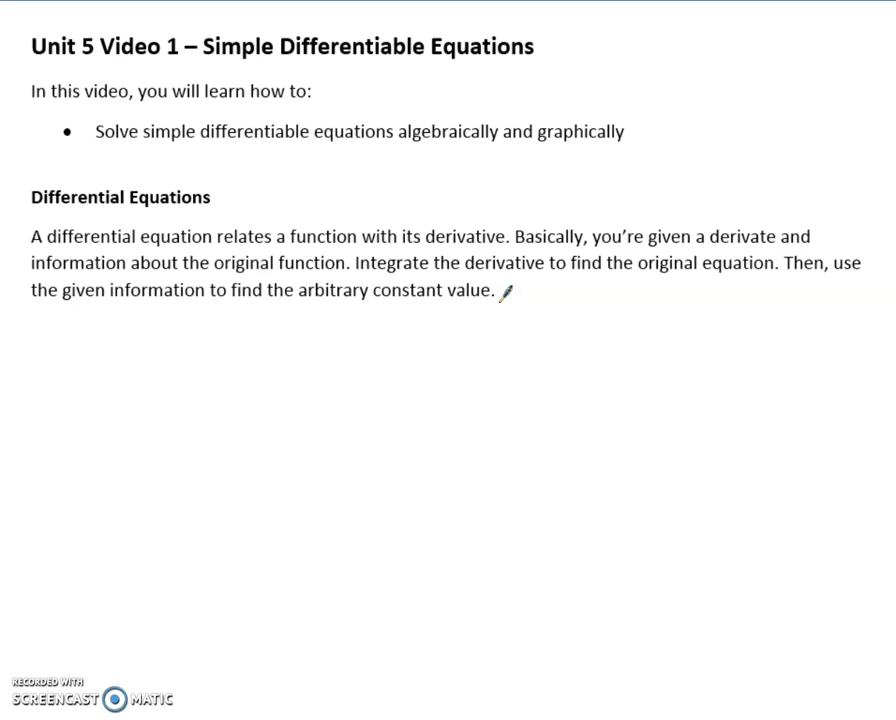 Unit 5 Video 1 – Simple Differentiable Equations
In this video, you will learn how to:
• Solve simple differentiable equations algebraically and graphically
Differential Equations
A differential equation relates a function with its derivative. Basically, you’re given a derivate and
information about the original function. Integrate the derivative to find the original equation. Then, use
the given information to find the arbitrary constant value.
RECORDED WITH
SCREENCAST MATIC